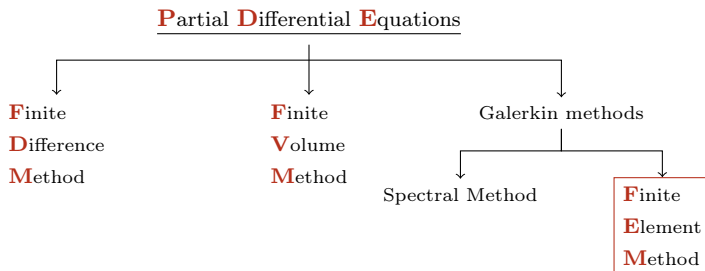 Partial Differential Equations
Finite
Difference
Method
Finite
Volume
Method
Galerkin methods
Spectral Method
Finite
Element
Method